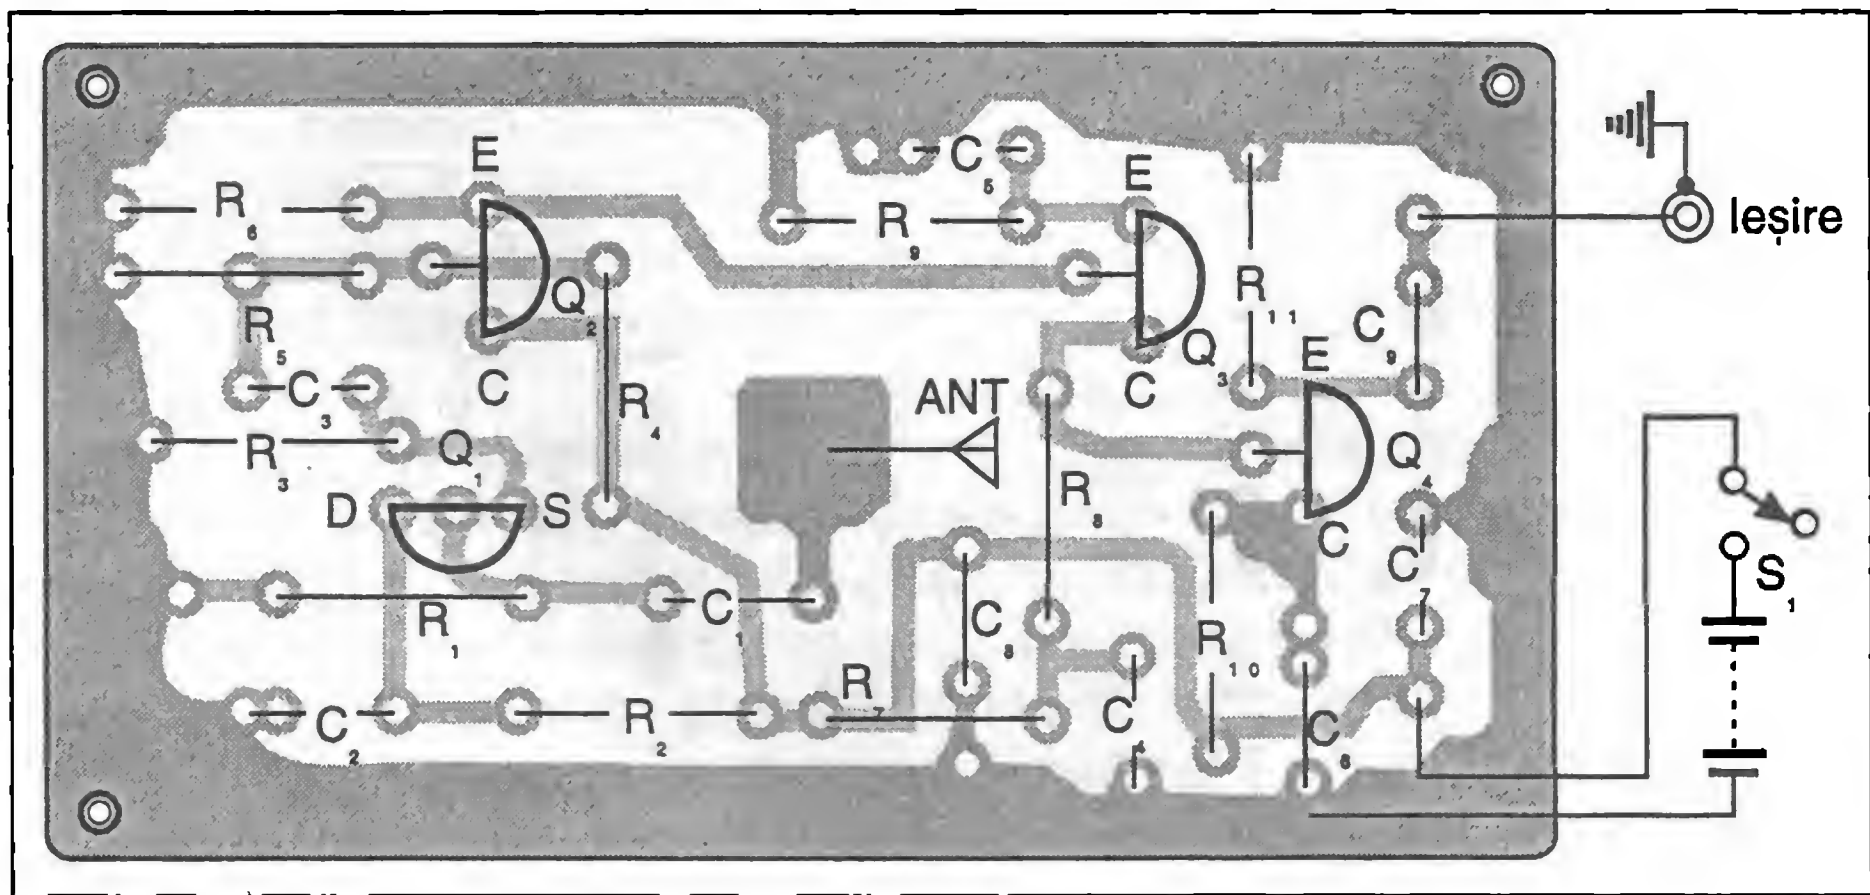 E
C₅
E
R₆
R₉
Ieșire
Q₂
R₁₁
R₅
C₉
Q₃
E
C₃
C
C
R₄
ANT
R₃
Q₁
Q₄
R₈
D
S
C
C₇
S₁
R₁
C₁
C₈
R₁₀
R₇
C₂
R₂
C₄
C₆